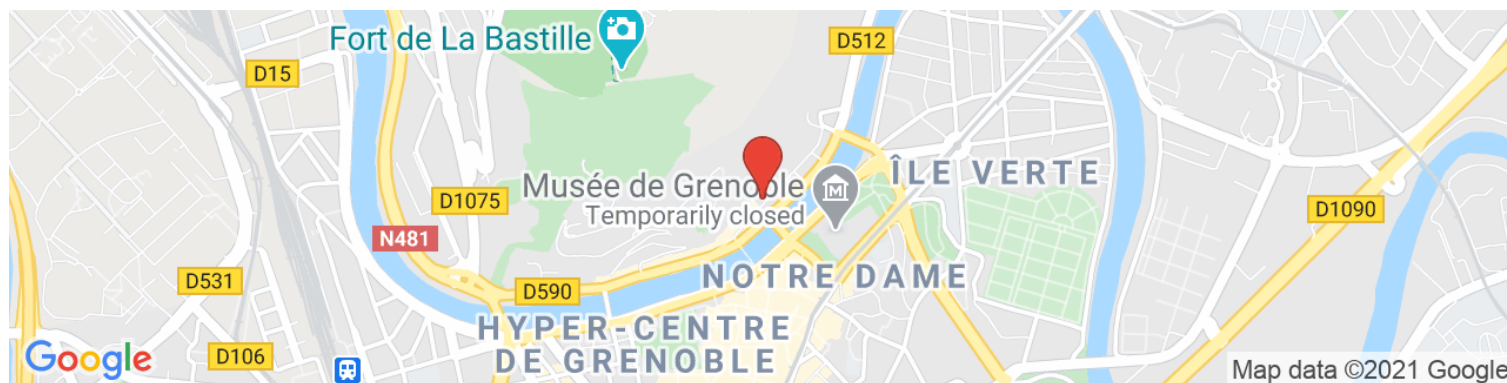 Fort de La Bastille
D512
D15
Musée de Grenoble
Temporarily closed
ÎLE VERTE
D1075
D1090
N481
NOTRE DAME
D531
D590
HYPER-CENTRE
DE GRENOBLE
Google
D106
Map data ©2021 Google